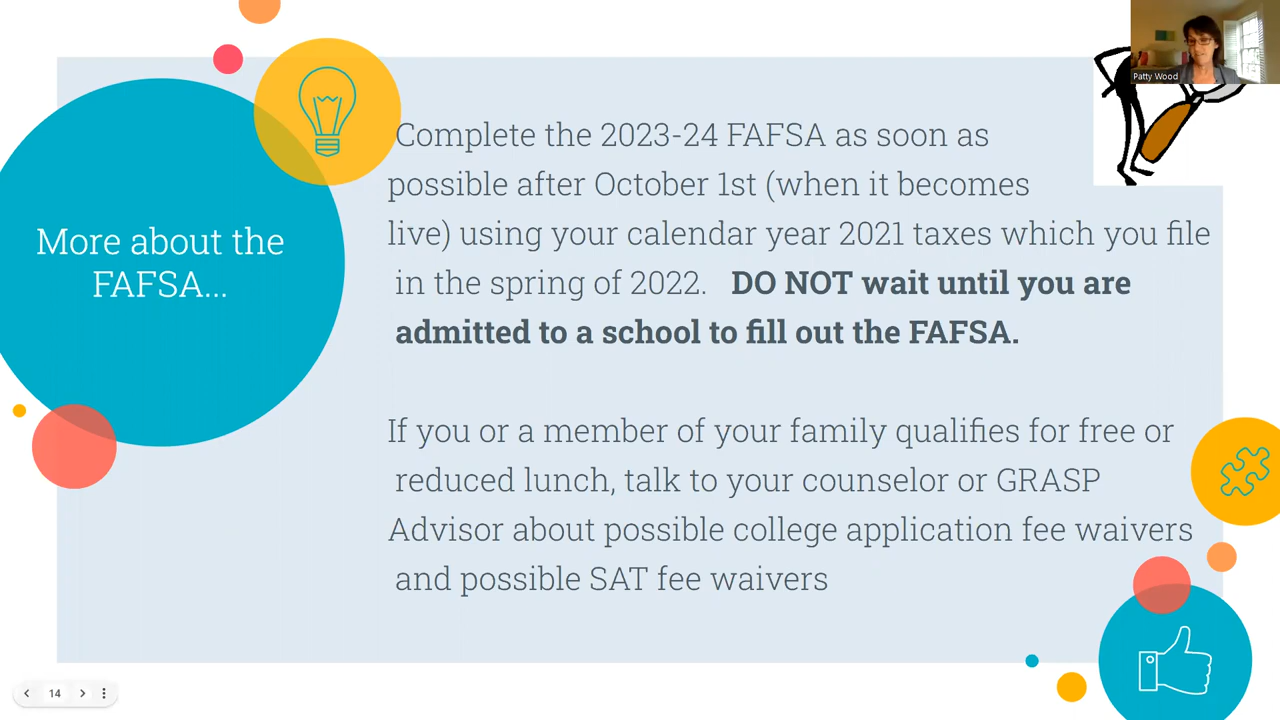 Patty Wood
More about the
FAFSA...
Complete the 2023-24 FAFSA as soon as
possible after October 1st (when it becomes
live) using your calendar year 2021 taxes which you file
in the spring of 2022. DO NOT wait until you are
admitted to a school to fill out the FAFSA.
If you or a member of your family qualifies for free or
reduced lunch, talk to your counselor or GRASP
Advisor about possible college application fee waivers
and possible SAT fee waivers
14